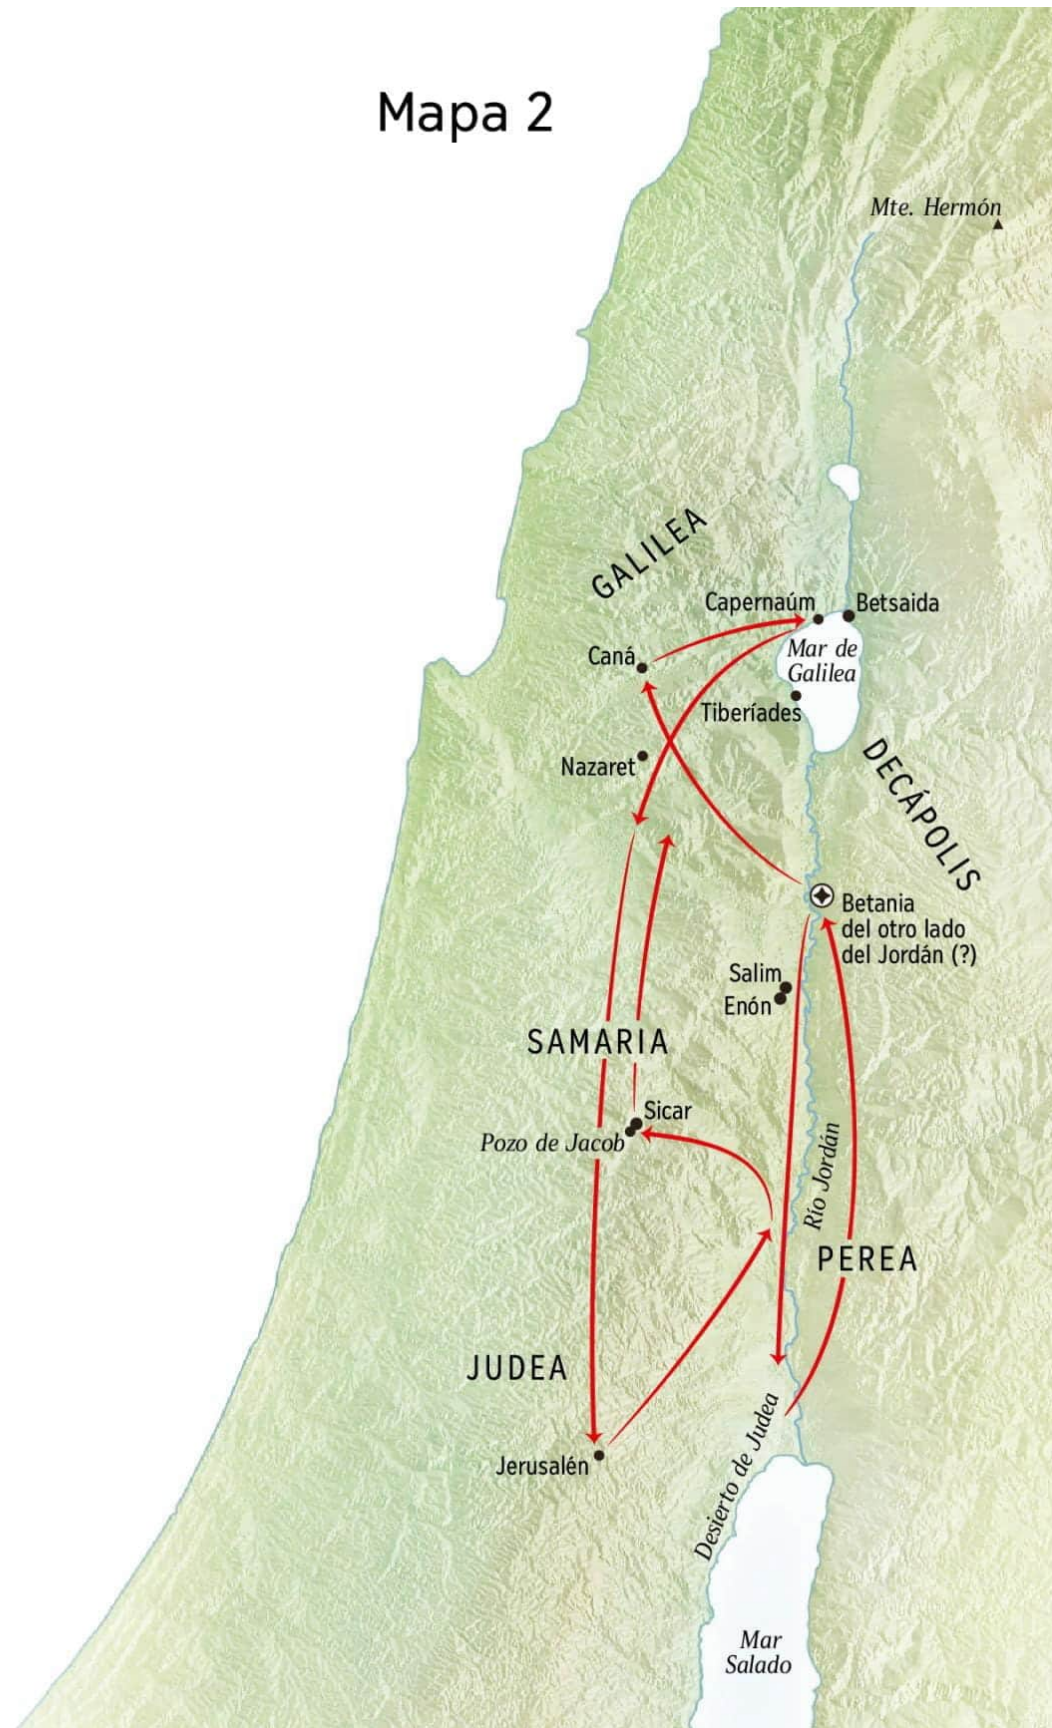 Mapa 2
Mte. Hermón
GALILEA
Capernaúm
Betsaida
Caná
Mar de
Galilea
Tiberíades
Nazaret
DECÁPOLIS
Betania
del otro lado
del Jordán (?)
Salim
Enón
SAMARIA
Sicar
Pozo de Jacob
Río Jordán
PEREA
JUDEA
Jerusalén
Desierto de Judea
Mar
Salado